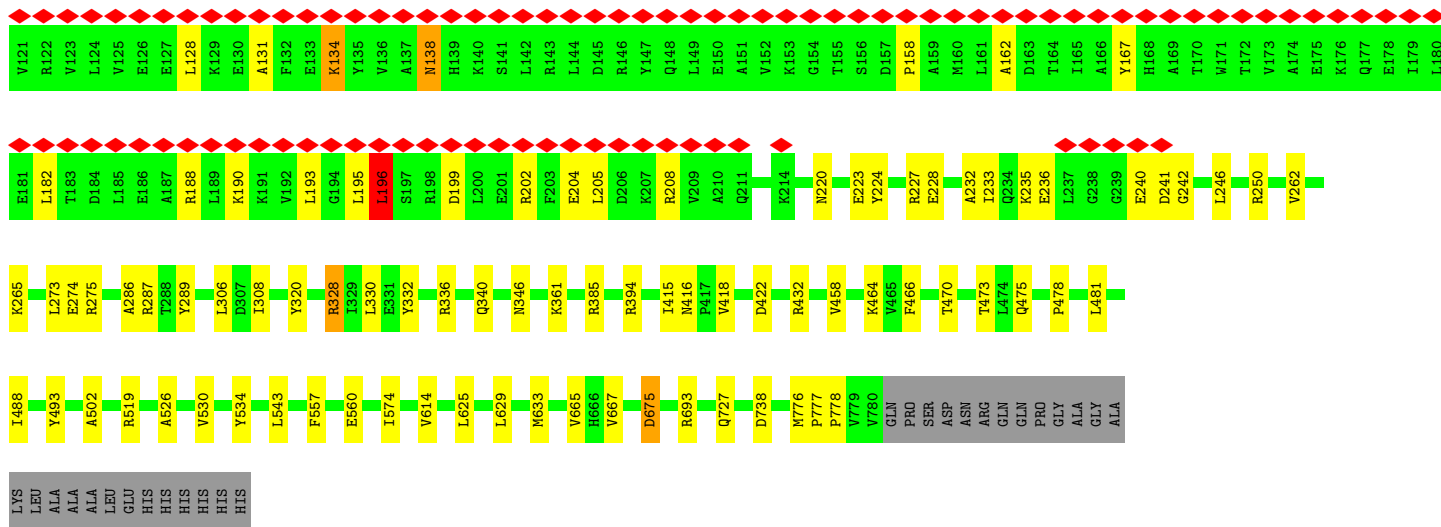 V121 R122 V123 L124 V125 E126 E127 L128 K129 E130 A131 F132 E133 K134 Y135 V136 A137 N138 H139 K140 S141 L142 R143 L144 D145 R146 Y147 Q148 L149 E150 A151 V152 K153 G154 T155 S156 D157 P158 A159 M160 L161 A162 D163 T164 I165 A166 Y167 H168 A169 T170 W171 T172 V173 A174 E175 K176 Q177 E178 I179 L180
E181 L182 T183 D184 L185 E186 A187 R188 L189 K190 K191 V192 L193 G194 L195 L196 S197 R198 D199 L200 E201 R202 F203 E204 L205 D206 K207 R208 V209 A210 Q211 K214 N220 E223 Y224 R227 E228 A232 I233 Q234 K235 E236 L237 G238 G239 E240 D241 G242 L246 R250 V262
K265 L273 E274 R275 A286 R287 T288 Y289 L306 D307 I308 Y320 R328 I329 L330 E331 Y332 R336 Q340 N346 K361 R385 R394 I415 N416 P417 V418 D422 R432 V458 K464 V465 F466 T470 T473 L474 Q475 P478 L481
I488 Y493 A502 R519 A526 V530 Y534 L543 F557 E560 I574 V614 L625 L629 M633 V665 H666 V667 D675 R693 Q727 D738 M776 P777 P778 V779 V780 GLN PRO SER ASP ASN ARG GLN GLN PRO GLY ALA GLY ALA
LYS LEU ALA ALA ALA LEU GLU HIS HIS HIS HIS HIS HIS